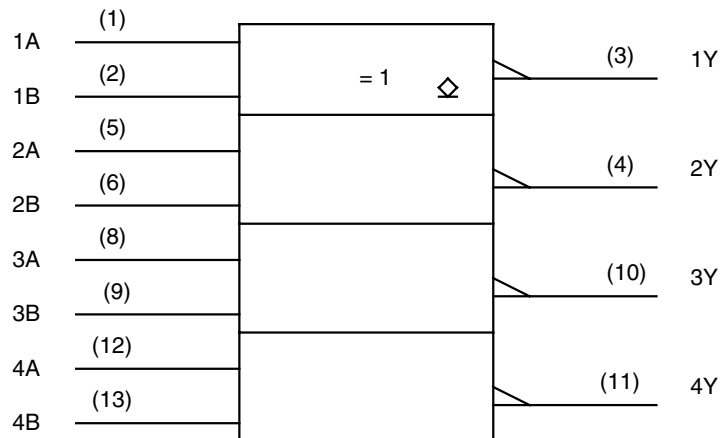 1A (1)
1B (2)
2A (5)
2B (6)
3A (8)
3B (9)
4A (12)
4B (13)
= 1
(3) 1Y
(4) 2Y
(10) 3Y
(11) 4Y